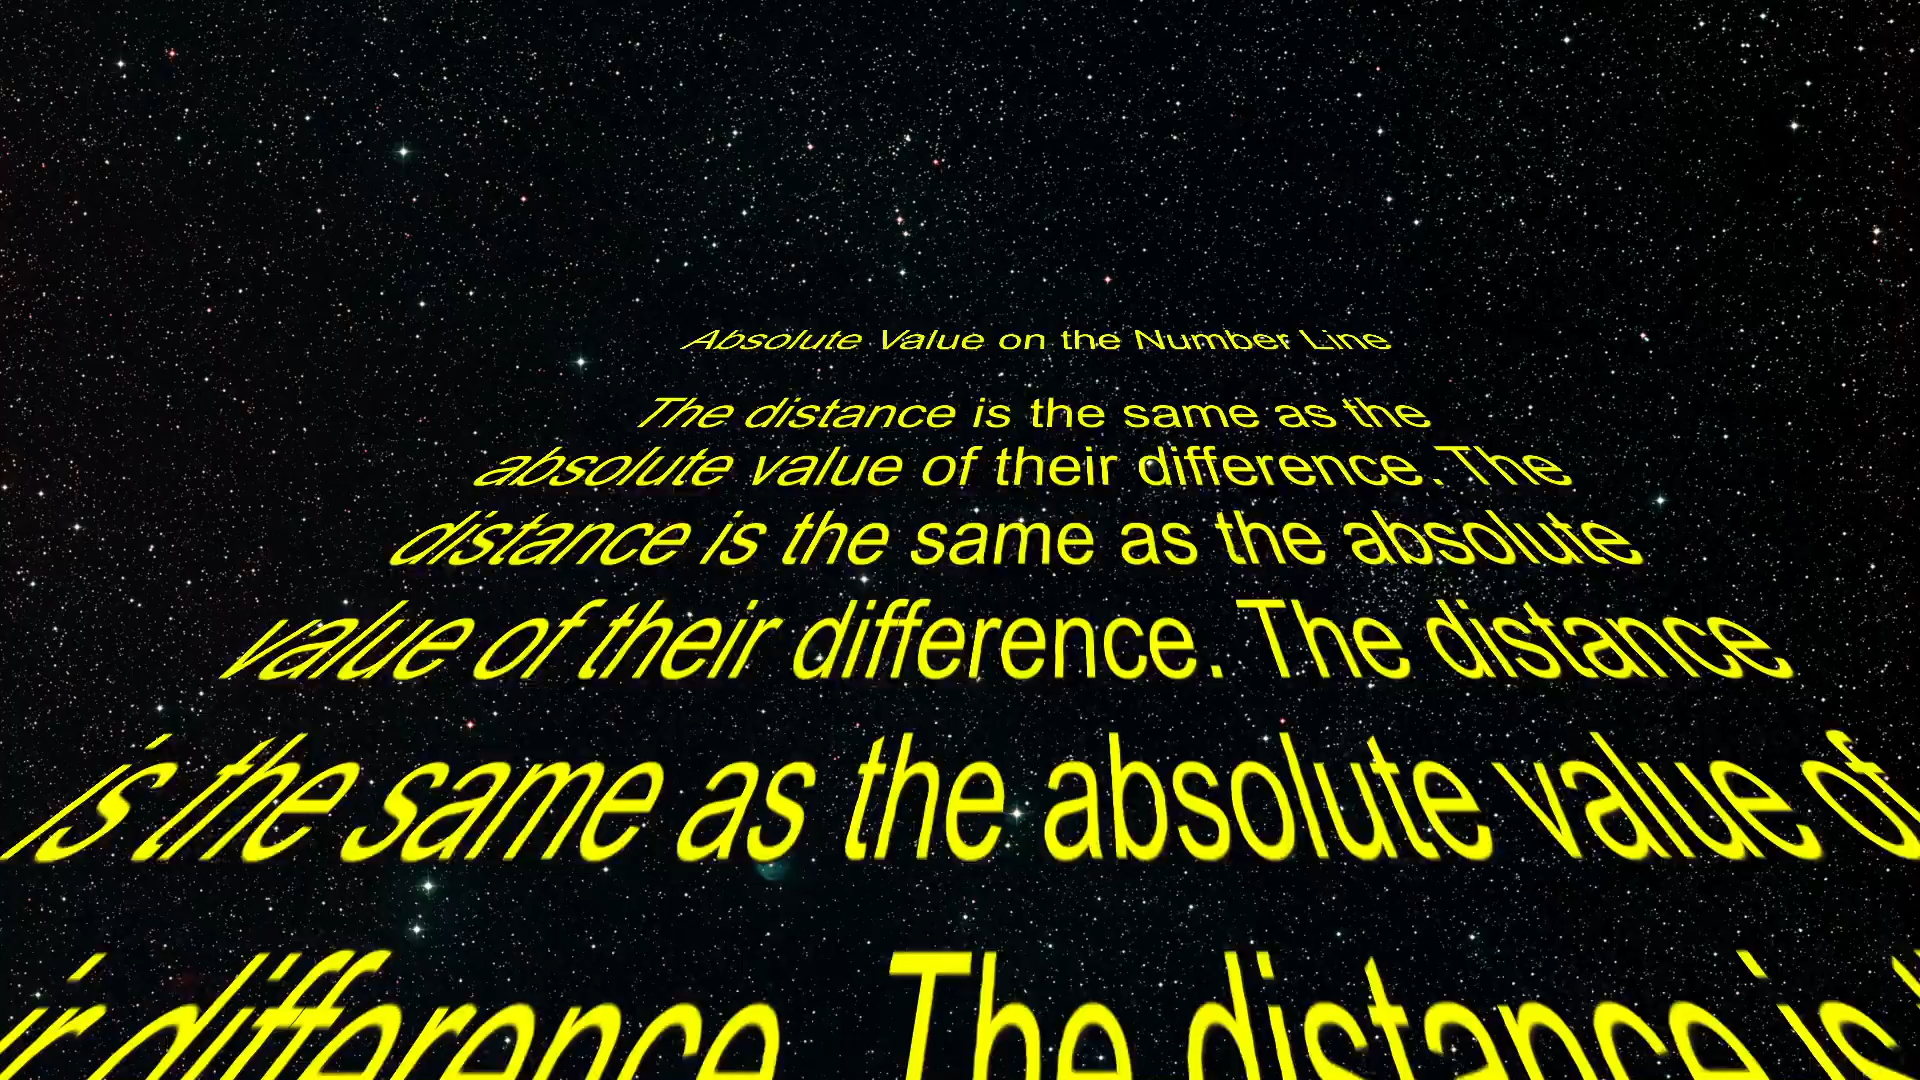 Absolute Value on the Number Line
The distance is the same as the
absolute value of their difference. The
distance is the same as the absolute
value of their difference. The distance
is the same as the absolute value of
difference. The distance is